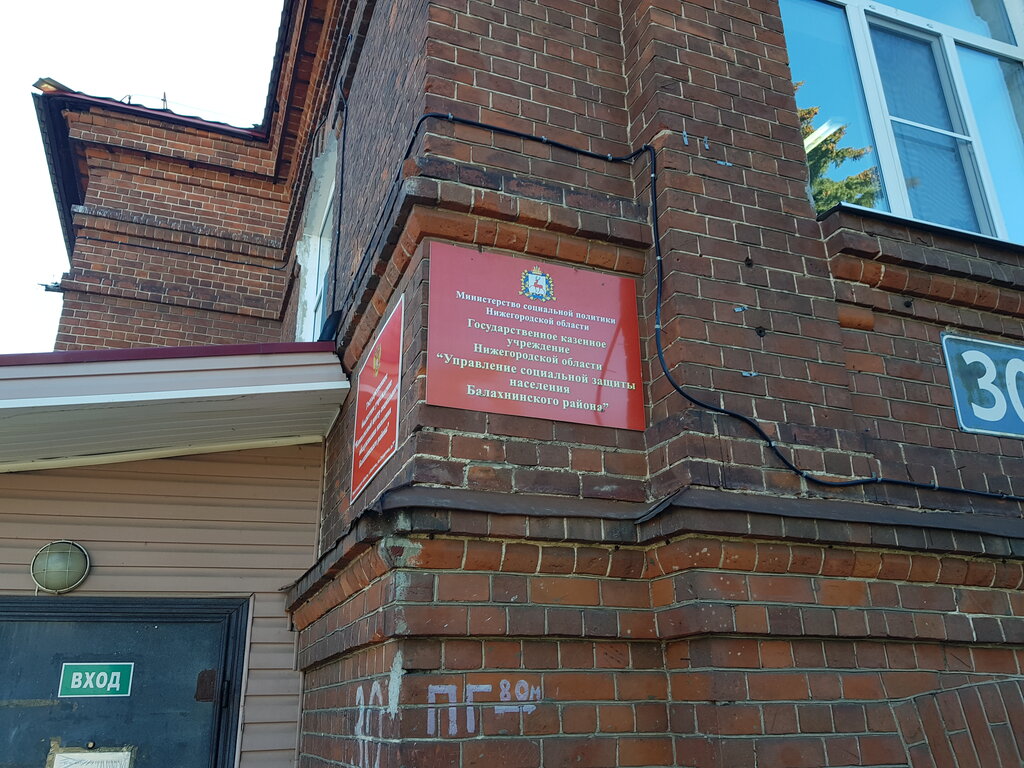 Министерство социальной политики
Нижегородской области
Государственное казенное
учреждение
Нижегородской области
“Управление социальной защиты
населения
Балахнинского района”
30
ВХОД
ПГ 80м